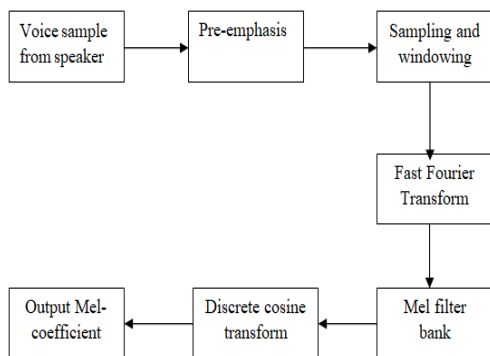 Voice sample
from speaker
Pre-emphasis
Sampling and
windowing
Fast Fourier
Transform
Mel filter
bank
Discrete cosine
transform
Output Mel-
coefficient